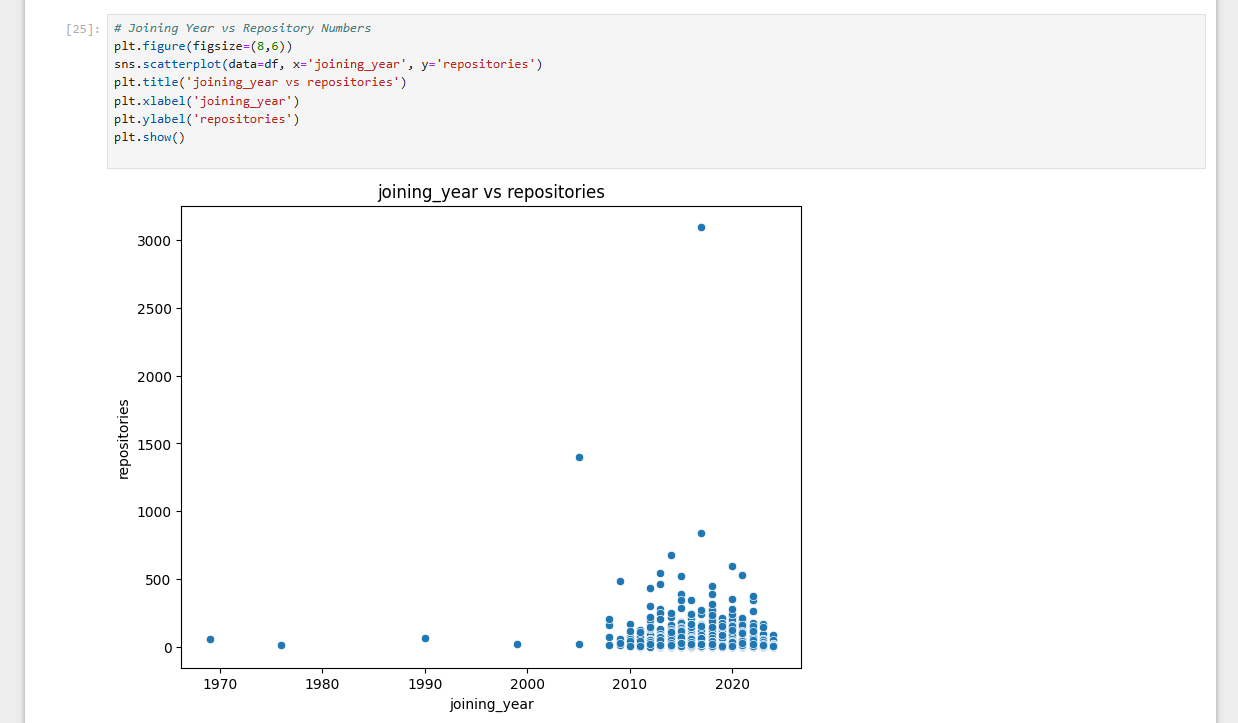 [25]:
# Joining Year vs Repository Numbers
plt.figure(figsize=(8,6))
sns.scatterplot(data=df, x='joining_year', y='repositories')
plt.title('joining_year vs repositories')
plt.xlabel('joining_year')
plt.ylabel('repositories')
plt.show()
joining_year vs repositories
3000
2500
2000
1500
1000
500
0
repositories
1970 1980 1990 2000 2010 2020
joining_year